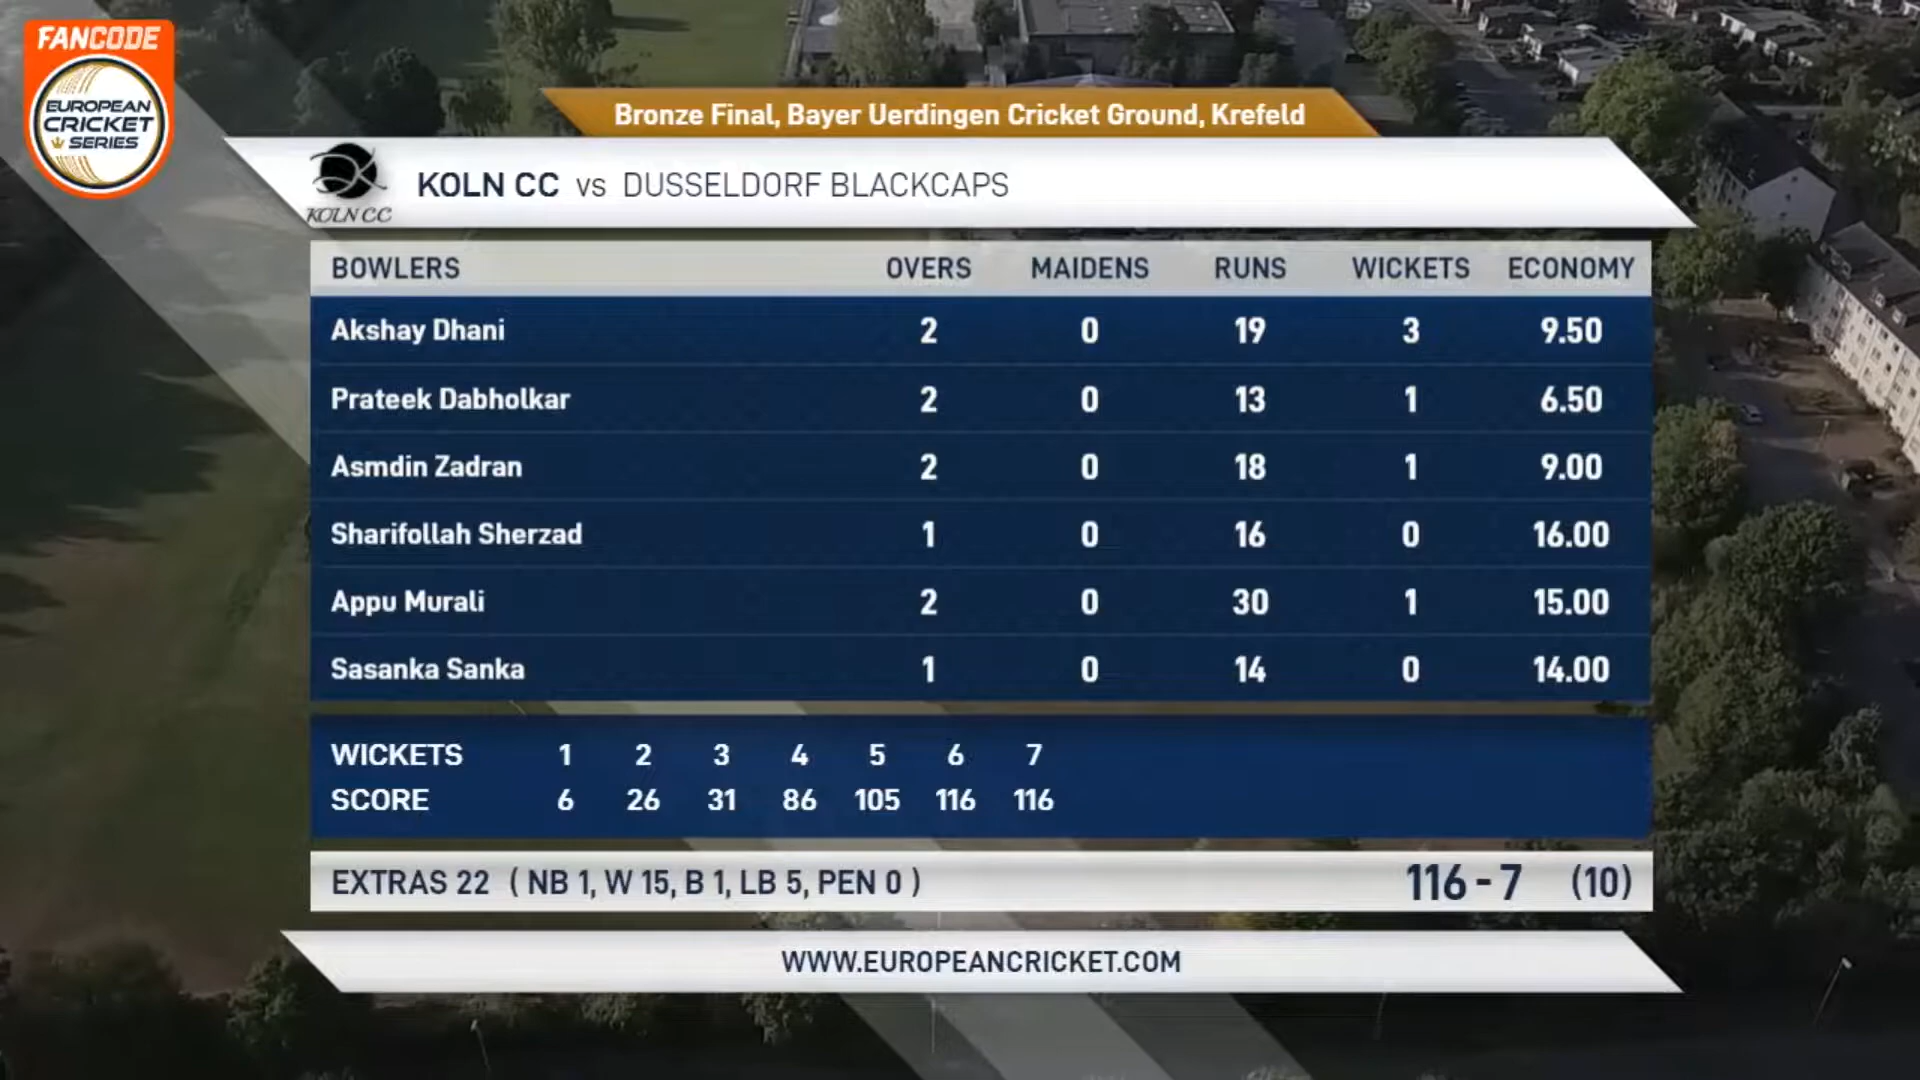 FANCODE
EUROPEAN
CRICKET
SERIES
Bronze Final, Bayer Uerdingen Cricket Ground, Krefeld
KOLN CC
KOLN CC vs DUSSELDORF BLACKCAPS
BOWLERS OVERS MAIDENS RUNS WICKETS ECONOMY
Akshay Dhani 2 0 19 3 9.50
Prateek Dabholkar 2 0 13 1 6.50
Asmdin Zadran 2 0 18 1 9.00
Sharifollah Sherzad 1 0 16 0 16.00
Appu Murali 2 0 30 1 15.00
Sasanka Sanka 1 0 14 0 14.00
WICKETS 1 2 3 4 5 6 7
SCORE 6 26 31 86 105 116 116
EXTRAS 22 ( NB 1, W 15, B 1, LB 5, PEN 0 ) 116 - 7 (10)
WWW.EUROPEANCRICKET.COM